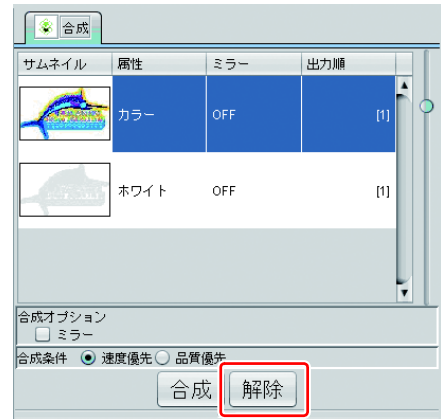 合成
サムネイル 属性 ミラー 出力順
カラー OFF [1]
ホワイト OFF [1]
合成オプション
ミラー
合成条件 速度優先 品質優先
合成 解除